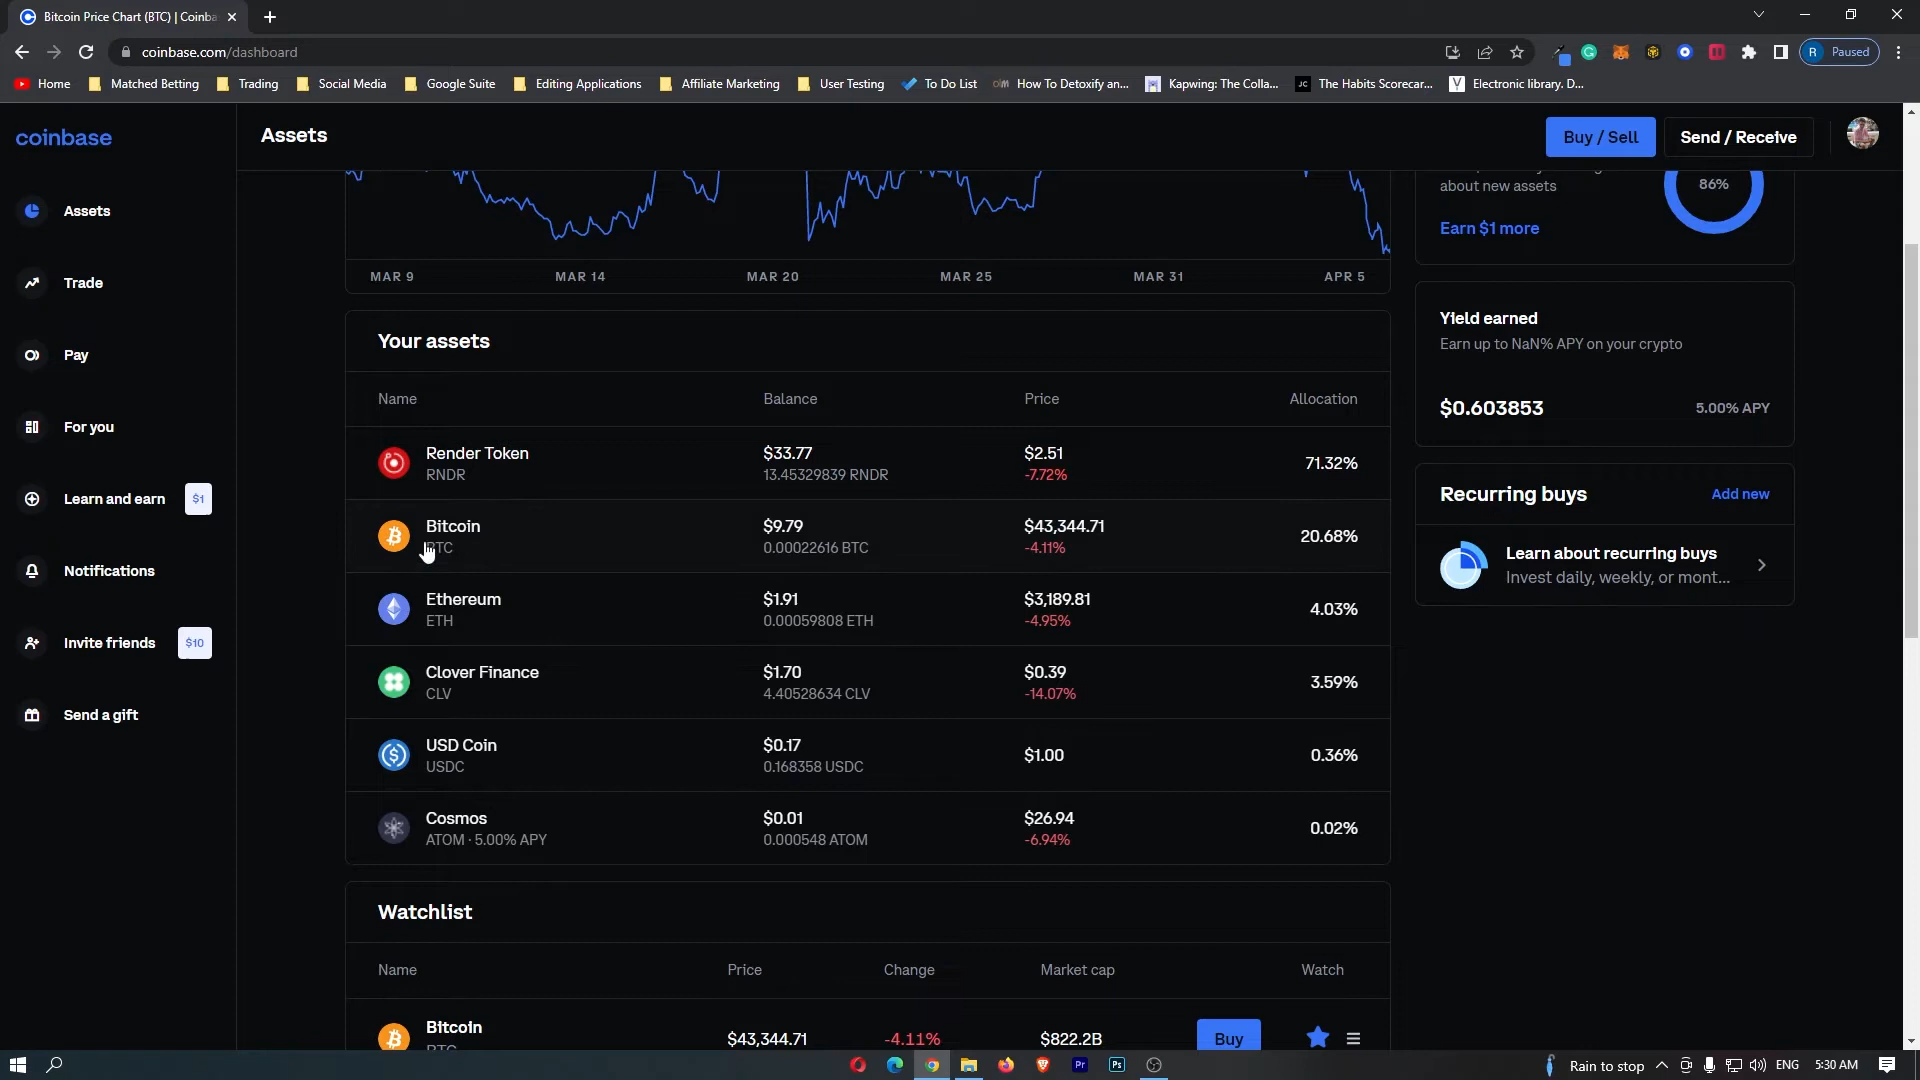 Bitcoin Price Chart (BTC) | Coinba
coinbase.com/dashboard
R Paused
Home
Matched Betting
Trading
Social Media
Google Suite
Editing Applications
Affiliate Marketing
User Testing
To Do List
How To Detoxify an...
Kapwing: The Colla...
JC The Habits Scorecar...
Electronic library. D...
coinbase
Assets
Buy / Sell
Send / Receive
Assets
Trade
Pay
For you
Learn and earn $1
Notifications
Invite friends $10
Send a gift
MAR 9 MAR 14 MAR 20 MAR 25 MAR 31 APR 5
about new assets
86%
Earn $1 more
Your assets
Name Balance Price Allocation
Render Token $33.77 $2.51 71.32%
RNDR 13.45329839 RNDR -7.72%
Bitcoin $9.79 $43,344.71 20.68%
BTC 0.00022616 BTC -4.11%
Ethereum $1.91 $3,189.81 4.03%
ETH 0.00059808 ETH -4.95%
Clover Finance $1.70 $0.39 3.59%
CLV 4.40528634 CLV -14.07%
USD Coin $0.17 $1.00 0.36%
USDC 0.168358 USDC
Cosmos $0.01 $26.94 0.02%
ATOM · 5.00% APY 0.000548 ATOM -6.94%
Yield earned
Earn up to NaN% APY on your crypto
$0.603853 5.00% APY
Recurring buys Add new
Learn about recurring buys
Invest daily, weekly, or mont...
Watchlist
Name Price Change Market cap Watch
Bitcoin $43,344.71 -4.11% $822.2B Buy
BTC
Pr
Ps
Rain to stop
ENG
5:30 AM